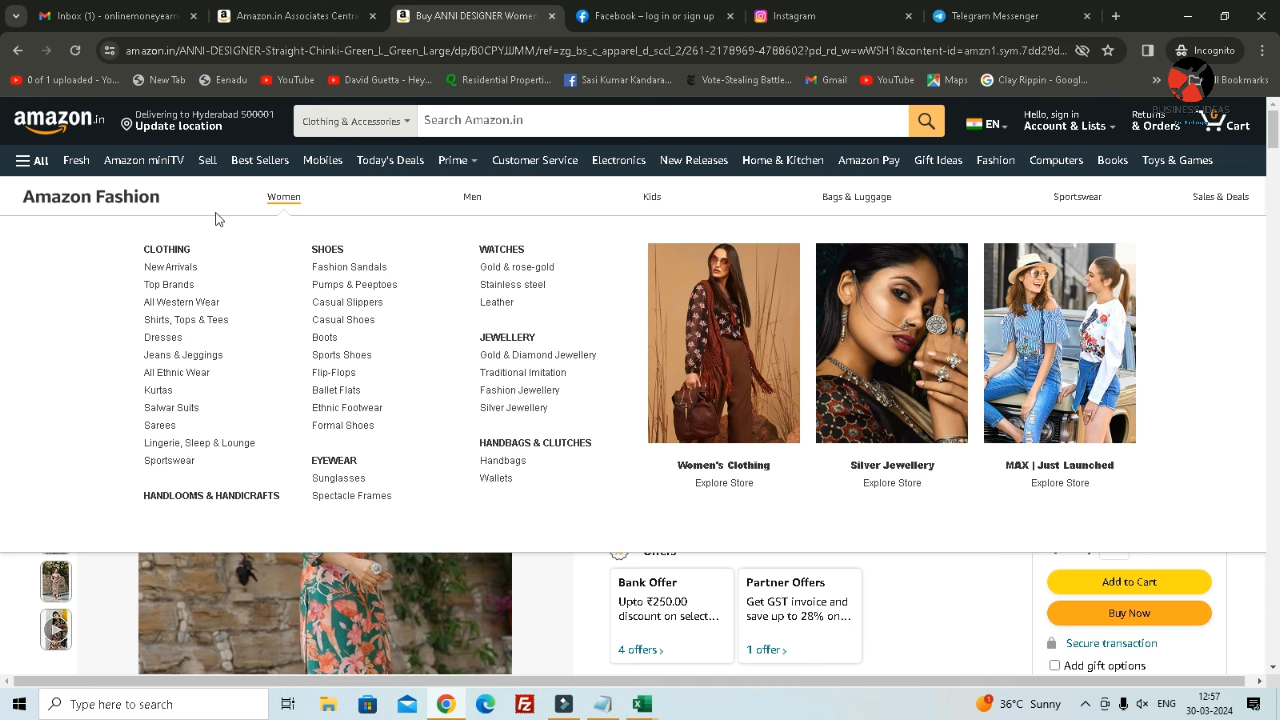 Inbox (1) - onlinemoneyearn
Amazon.in Associates Centra
Buy ANNI DESIGNER Women
Facebook – log in or sign up
Instagram
Telegram Messenger
amazon.in/ANNI-DESIGNER-Straight-Chinki-Green_L_Green_Large/dp/B0CPYJJMM/ref=zg_bs_c_apparel_d_sccl_2/261-2178969-4788602?pd_rd_w=wWSH1&content-id=amzn1.sym.7dd29d...
Incognito
0 of 1 uploaded - Yo...
New Tab
Eenadu
YouTube
David Guetta - Hey...
Residential Properti...
Sasi Kumar Kandara...
Vote-Stealing Battle...
Gmail
YouTube
Maps
Clay Rippin - Googl...
All Bookmarks
BUSINESS IDEAS
amazon.in
Delivering to Hyderabad 500001
Update location
Clothing & Accessories
Search Amazon.in
EN
Hello, sign in
Account & Lists
Returns
& Orders
0
Cart
All
Fresh
Amazon miniTV
Sell
Best Sellers
Mobiles
Today's Deals
Prime
Customer Service
Electronics
New Releases
Home & Kitchen
Amazon Pay
Gift Ideas
Fashion
Computers
Books
Toys & Games
Amazon Fashion
Women
Men
Kids
Bags & Luggage
Sportswear
Sales & Deals
CLOTHING
New Arrivals
Top Brands
All Western Wear
Shirts, Tops & Tees
Dresses
Jeans & Jeggings
All Ethnic Wear
Kurtas
Salwar Suits
Sarees
Lingerie, Sleep & Lounge
Sportswear
HANDLOOMS & HANDICRAFTS
SHOES
Fashion Sandals
Pumps & Peeptoes
Casual Slippers
Casual Shoes
Boots
Sports Shoes
Flip-Flops
Ballet Flats
Ethnic Footwear
Formal Shoes
EYEWEAR
Sunglasses
Spectacle Frames
WATCHES
Gold & rose-gold
Stainless steel
Leather
JEWELLERY
Gold & Diamond Jewellery
Traditional Imitation
Fashion Jewellery
Silver Jewellery
HANDBAGS & CLUTCHES
Handbags
Wallets
Women's Clothing
Explore Store
Silver Jewellery
Explore Store
MAX | Just Launched
Explore Store
Offers
Bank Offer
Upto ₹250.00
discount on select...
4 offers
Partner Offers
Get GST invoice and
save up to 28% on...
1 offer
Add to Cart
Buy Now
Secure transaction
Add gift options
Type here to search
1
36°C Sunny
ENG
12:57
30-03-2024